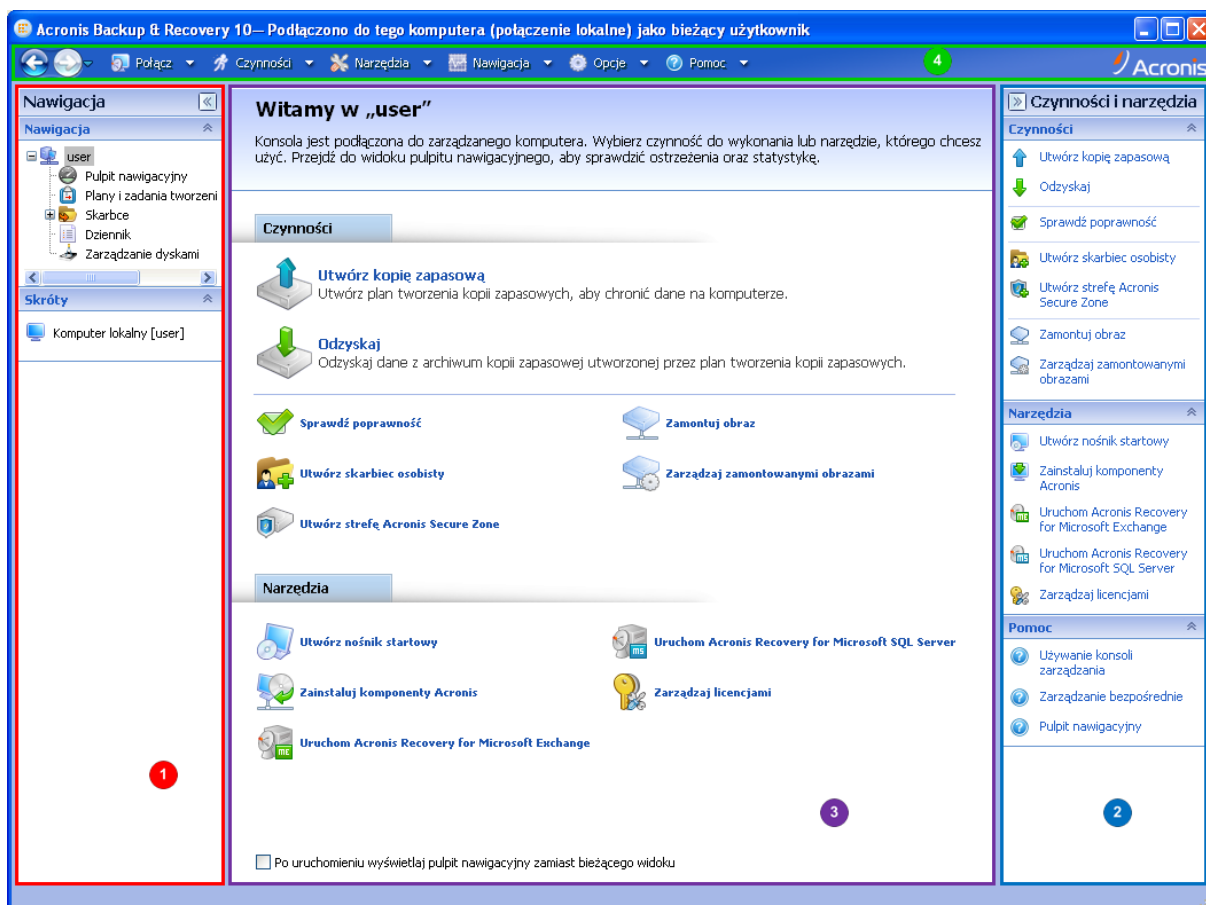 Acronis Backup & Recovery 10— Podłączono do tego komputera (połączenie lokalne) jako bieżący użytkownik
Połącz
Czynności
Narzędzia
Nawigacja
Opcje
Pomoc
4
Acronis
Nawigacja
Nawigacja
user
Pulpit nawigacyjny
Plany i zadania tworzeni
Skarbce
Dziennik
Zarządzanie dyskami
Skróty
Komputer lokalny [user]
1
Witamy w „user”
Konsola jest podłączona do zarządzanego komputera. Wybierz czynność do wykonania lub narzędzie, którego chcesz
użyć. Przejdź do widoku pulpitu nawigacyjnego, aby sprawdzić ostrzeżenia oraz statystykę.
Czynności
Utwórz kopię zapasową
Utwórz plan tworzenia kopii zapasowych, aby chronić dane na komputerze.
Odzyskaj
Odzyskaj dane z archiwum kopii zapasowej utworzonej przez plan tworzenia kopii zapasowych.
Sprawdź poprawność
Zamontuj obraz
Utwórz skarbiec osobisty
Zarządzaj zamontowanymi obrazami
Utwórz strefę Acronis Secure Zone
Narzędzia
Utwórz nośnik startowy
Uruchom Acronis Recovery for Microsoft SQL Server
Zainstaluj komponenty Acronis
Zarządzaj licencjami
Uruchom Acronis Recovery for Microsoft Exchange
3
Po uruchomieniu wyświetlaj pulpit nawigacyjny zamiast bieżącego widoku
Czynności i narzędzia
Czynności
Utwórz kopię zapasową
Odzyskaj
Sprawdź poprawność
Utwórz skarbiec osobisty
Utwórz strefę Acronis
Secure Zone
Zamontuj obraz
Zarządzaj zamontowanymi
obrazami
Narzędzia
Utwórz nośnik startowy
Zainstaluj komponenty
Acronis
Uruchom Acronis Recovery
for Microsoft Exchange
Uruchom Acronis Recovery
for Microsoft SQL Server
Zarządzaj licencjami
Pomoc
Używanie konsoli
zarządzania
Zarządzanie bezpośrednie
Pulpit nawigacyjny
2